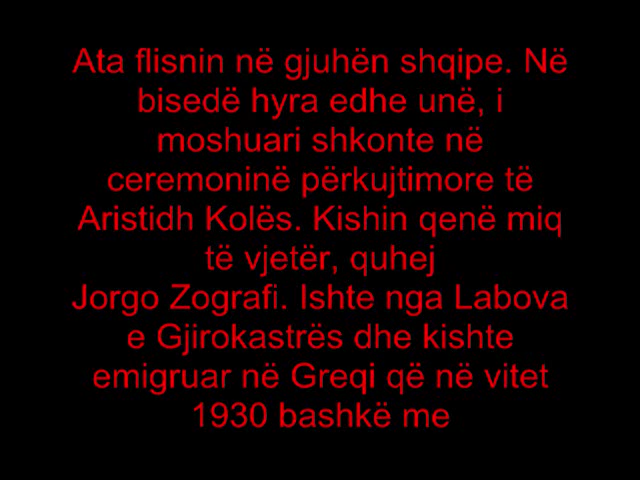 Ata flisnin në gjuhën shqipe. Në
bisedë hyra edhe unë, i
moshuari shkonte në
ceremoninë përkujtimore të
Aristidh Kolës. Kishin qenë miq
të vjetër, quhej
Jorgo Zografi. Ishte nga Labova
e Gjirokastrës dhe kishte
emigruar në Greqi që në vitet
1930 bashkë me